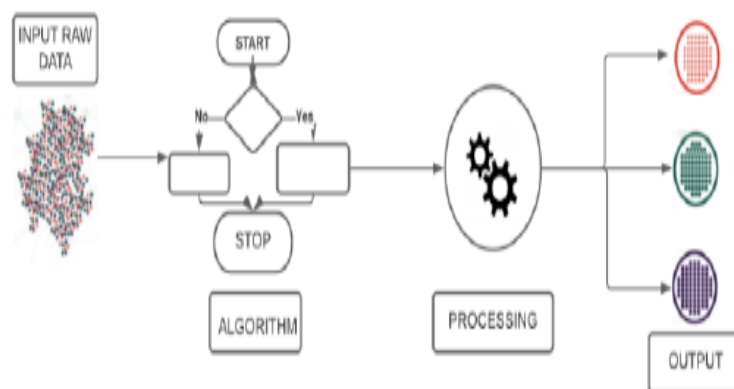 INPUT RAW
DATA
START
No
Yes
STOP
ALGORITHM
PROCESSING
OUTPUT